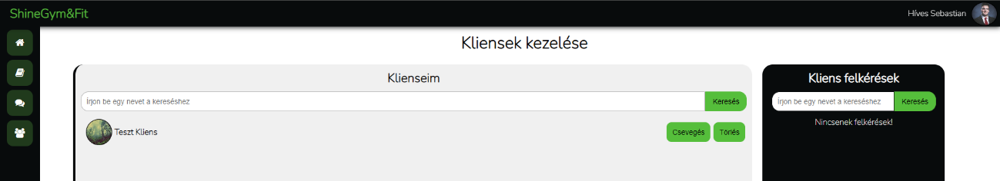 ShineGym&Fit
Híves Sebastian
Kliensek kezelése
Klienseim
Írjon be egy nevet a kereséshez
Keresés
Teszt Kliens
Csevegés
Törlés
Kliens felkérések
Írjon be egy nevet a kereséshez
Keresés
Nincsenek felkérések!